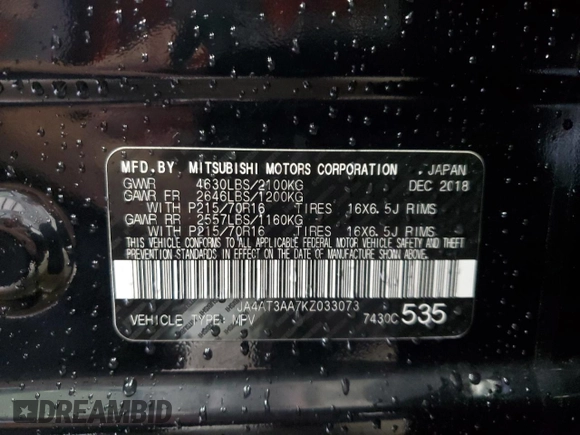 MFD.BY MITSUBISHI MOTORS CORPORATION JAPAN
GVWR 4630LBS/2100KG DEC 2018
GAWR FR 2646LBS/1200KG
WITH P215/70R16 TIRES 16X6.5J RIMS
GAWR RR 2557LBS/1160KG
WITH P215/70R16 TIRES 16X6.5J RIMS
THIS VEHICLE CONFORMS TO ALL APPLICABLE FEDERAL MOTOR VEHICLE SAFETY AND THEFT
PREVENTION STANDARDS IN EFFECT ON THE DATE OF MANUFACTURE SHOWN ABOVE.
JA4AT3AA7KZ033073
VEHICLE TYPE: MPV 7430C 535
DREAMBID